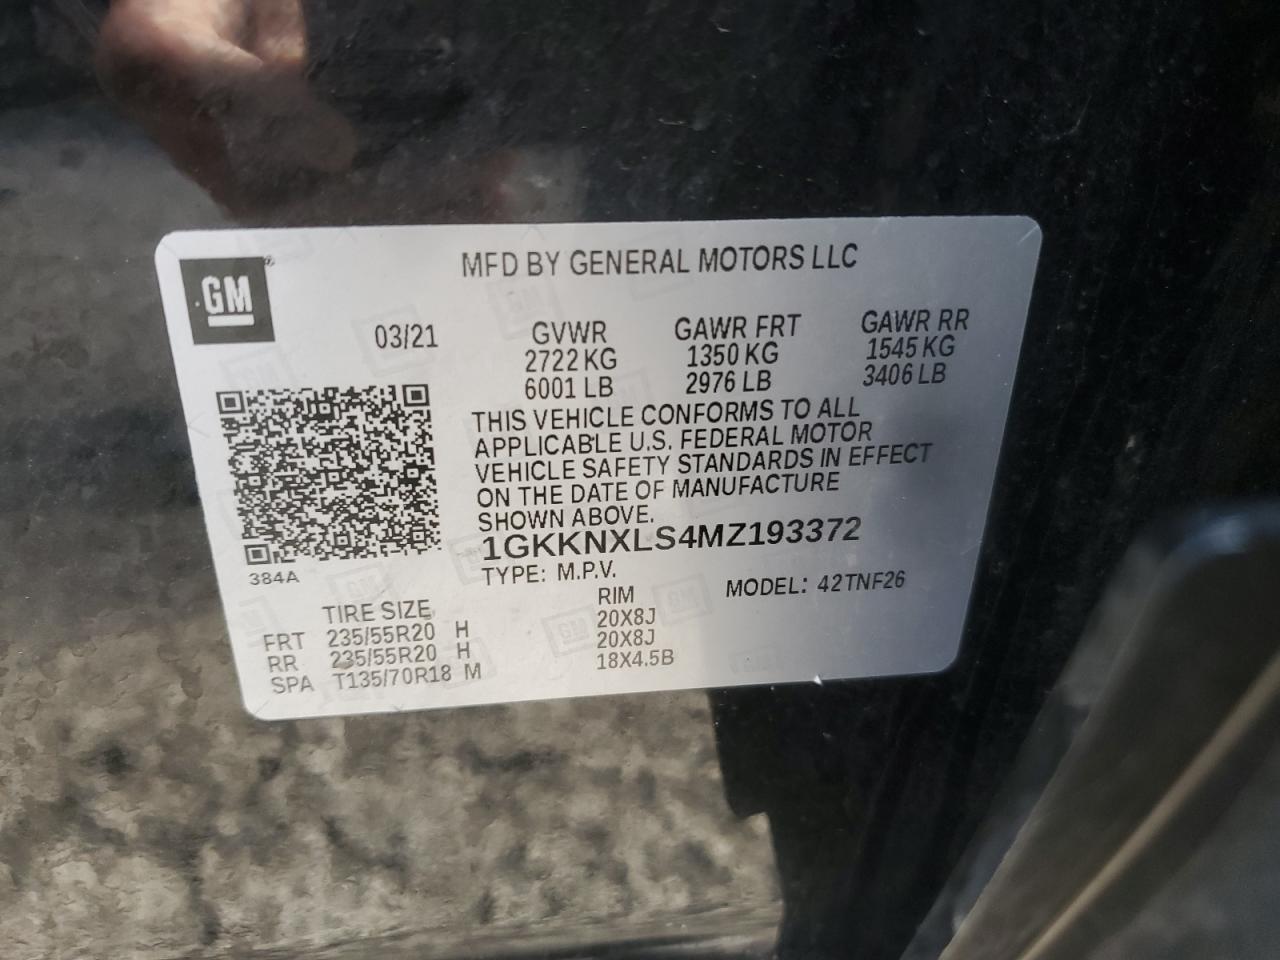 GM
MFD BY GENERAL MOTORS LLC
03/21
GVWR GAWR FRT GAWR RR
2722 KG 1350 KG 1545 KG
6001 LB 2976 LB 3406 LB
THIS VEHICLE CONFORMS TO ALL
APPLICABLE U.S. FEDERAL MOTOR
VEHICLE SAFETY STANDARDS IN EFFECT
ON THE DATE OF MANUFACTURE
SHOWN ABOVE.
1GKKNXLS4MZ193372
384A
TYPE: M.P.V. MODEL: 42TNF26
TIRE SIZE RIM
FRT 235/55R20 H 20X8J
RR 235/55R20 H 20X8J
SPA T135/70R18 M 18X4.5B